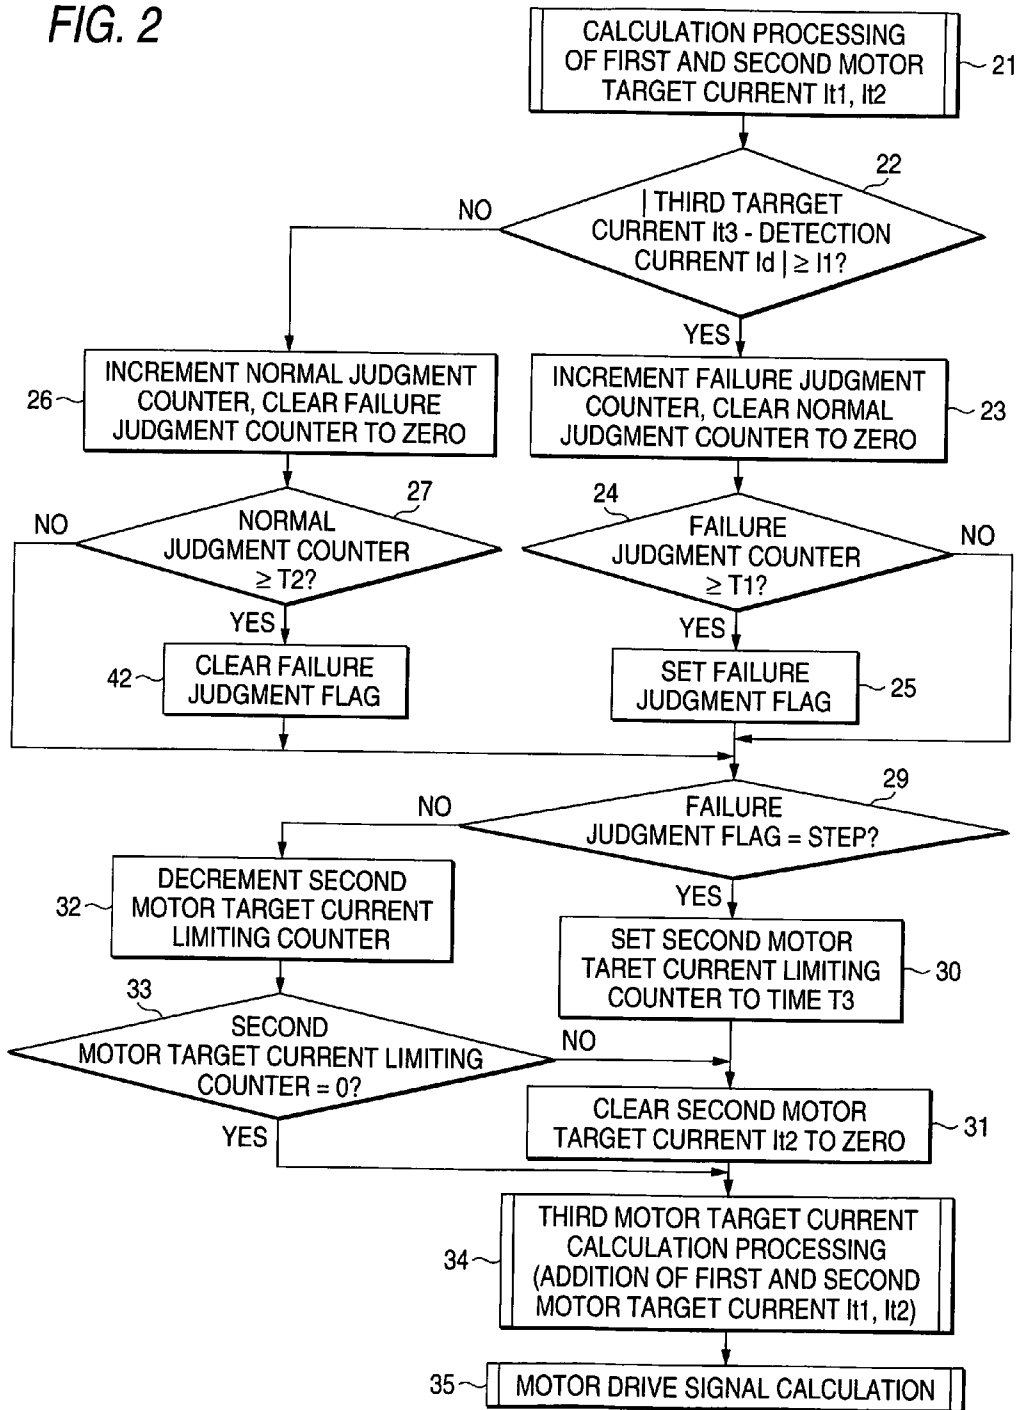 FIG. 2
CALCULATION PROCESSING
OF FIRST AND SECOND MOTOR
TARGET CURRENT It1, It2
21
22
| THIRD TARRGET
CURRENT It3 - DETECTION
CURRENT Id | ≥ I1?
NO
YES
INCREMENT NORMAL JUDGMENT
COUNTER, CLEAR FAILURE
JUDGMENT COUNTER TO ZERO
26
INCREMENT FAILURE JUDGMENT
COUNTER, CLEAR NORMAL
JUDGMENT COUNTER TO ZERO
23
27
NORMAL
JUDGMENT COUNTER
≥ T2?
NO
YES
24
FAILURE
JUDGMENT COUNTER
≥ T1?
NO
YES
42
CLEAR FAILURE
JUDGMENT FLAG
SET FAILURE
JUDGMENT FLAG
25
29
FAILURE
JUDGMENT FLAG = STEP?
NO
YES
32
DECREMENT SECOND
MOTOR TARGET CURRENT
LIMITING COUNTER
SET SECOND MOTOR
TARET CURRENT LIMITING
COUNTER TO TIME T3
30
33
SECOND
MOTOR TARGET CURRENT LIMITING
COUNTER = 0?
NO
YES
CLEAR SECOND MOTOR
TARGET CURRENT It2 TO ZERO
31
34
THIRD MOTOR TARGET CURRENT
CALCULATION PROCESSING
(ADDITION OF FIRST AND SECOND
MOTOR TARGET CURRENT It1, It2)
35
MOTOR DRIVE SIGNAL CALCULATION